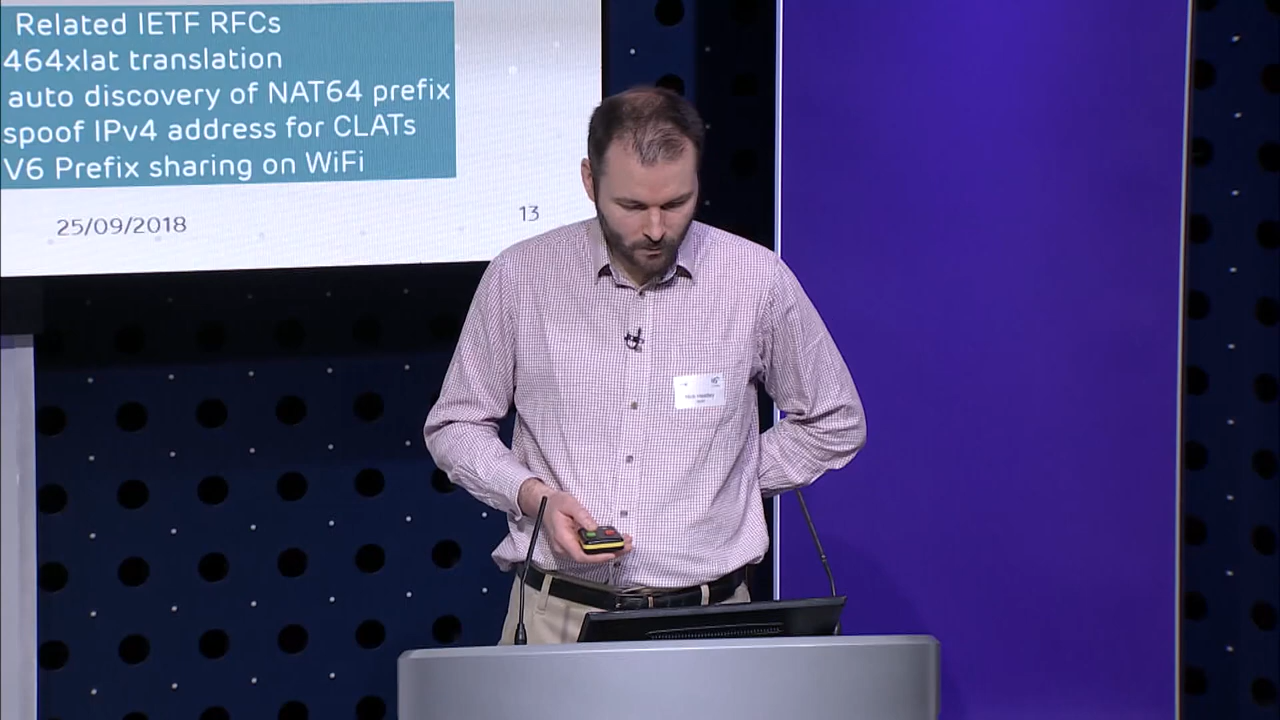 Related IETF RFCs
464xlat translation
auto discovery of NAT64 prefix
spoof IPv4 address for CLATs
V6 Prefix sharing on WiFi
25/09/2018
13